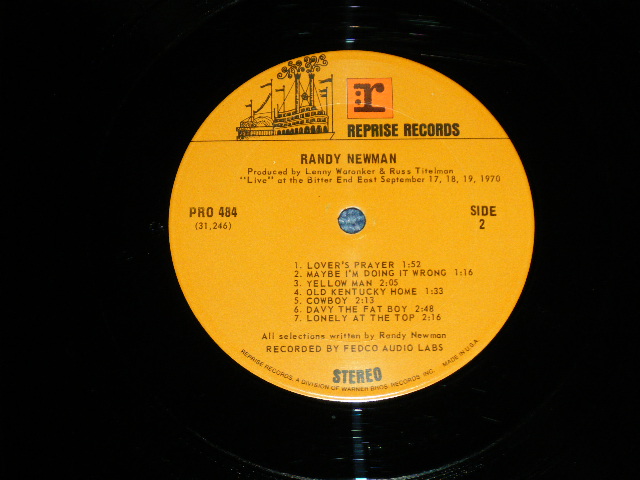 r:
REPRISE RECORDS
RANDY NEWMAN
Produced by Lenny Waronker & Russ Titelman
"Live" at the Bitter End East September 17, 18, 19, 1970
PRO 484
(31,246)
SIDE
2
1. LOVER'S PRAYER 1:52
2. MAYBE I'M DOING IT WRONG 1:16
3. YELLOW MAN 2:05
4. OLD KENTUCKY HOME 1:33
5. COWBOY 2:13
6. DAVY THE FAT BOY 2:48
7. LONELY AT THE TOP 2:16
All selections written by Randy Newman
RECORDED BY FEDCO AUDIO LABS
STEREO
REPRISE RECORDS, A DIVISION OF WARNER BROS. RECORDS, INC. MADE IN U.S.A.